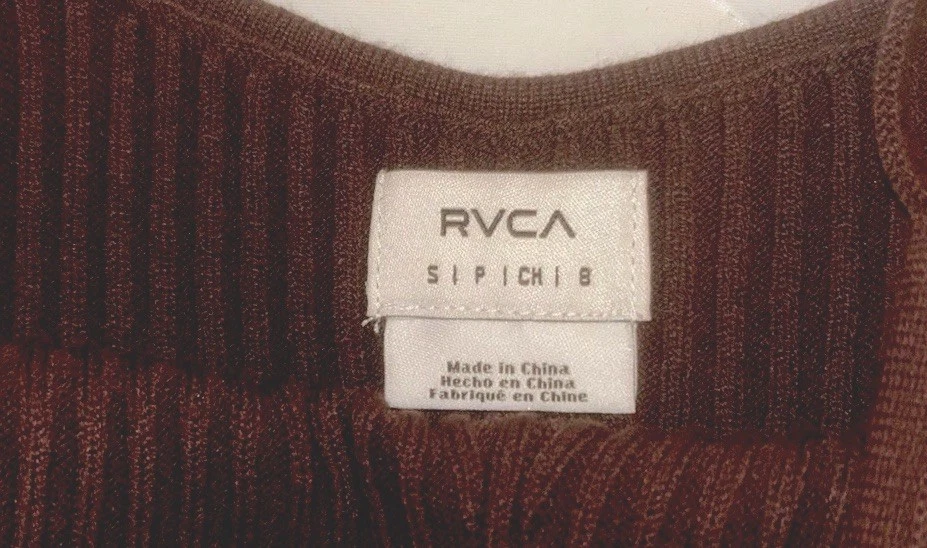 RVCA
S | P | CH | 8
Made in China
Hecho en China
Fabriqué en Chine